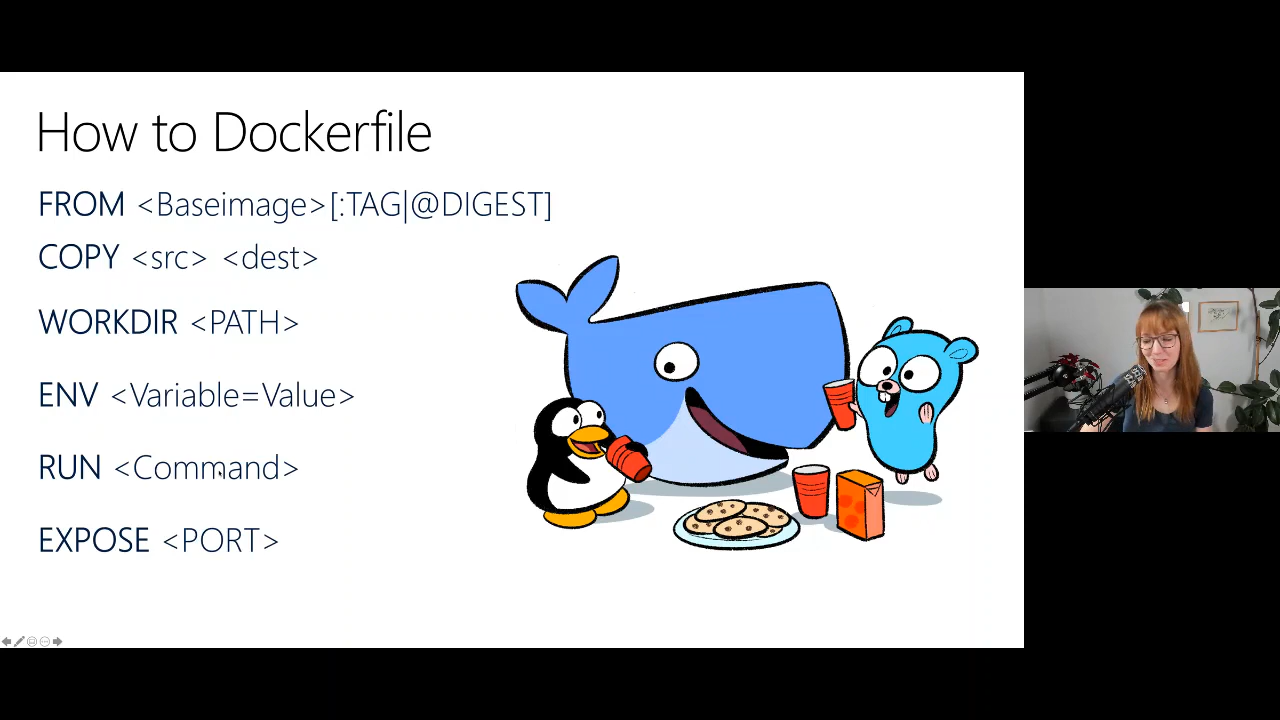 How to Dockerfile
FROM <Baseimage>[:TAG|@DIGEST]
COPY <src> <dest>
WORKDIR <PATH>
ENV <Variable=Value>
RUN <Command>
EXPOSE <PORT>